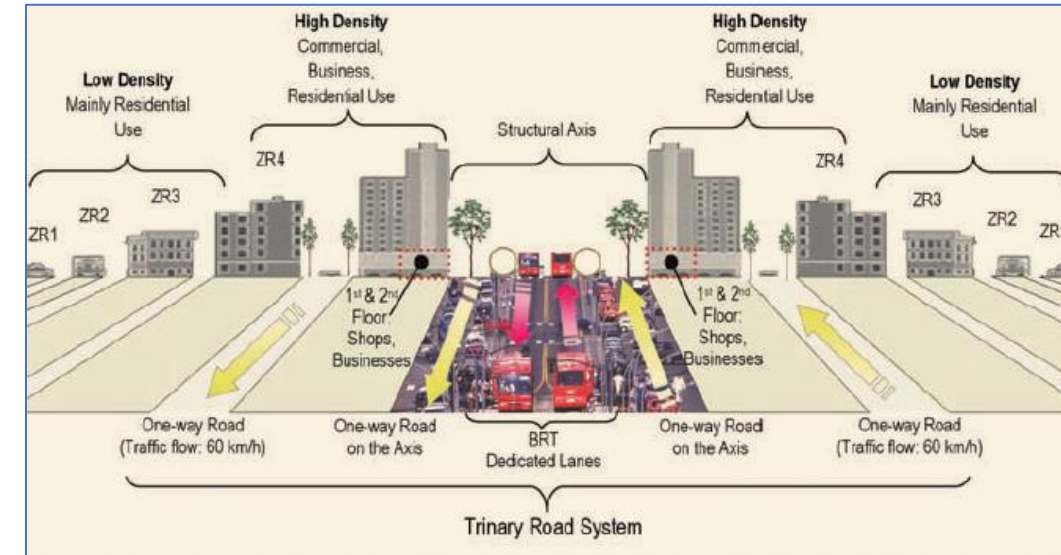 High Density
Commercial,
Business,
Residential Use
High Density
Commercial,
Business,
Residential Use
Low Density
Mainly Residential
Use
Low Density
Mainly Residential
Use
Structural Axis
ZR4
ZR4
ZR3
ZR2
ZR1
ZR3
ZR2
ZR
1st & 2nd
Floor:
Shops,
Businesses
1st & 2nd
Floor:
Shops,
Businesses
One-way Road
(Traffic flow: 60 km/h)
One-way Road
on the Axis
BRT
Dedicated Lanes
One-way Road
on the Axis
One-way Road
(Traffic flow: 60 km/h)
Trinary Road System